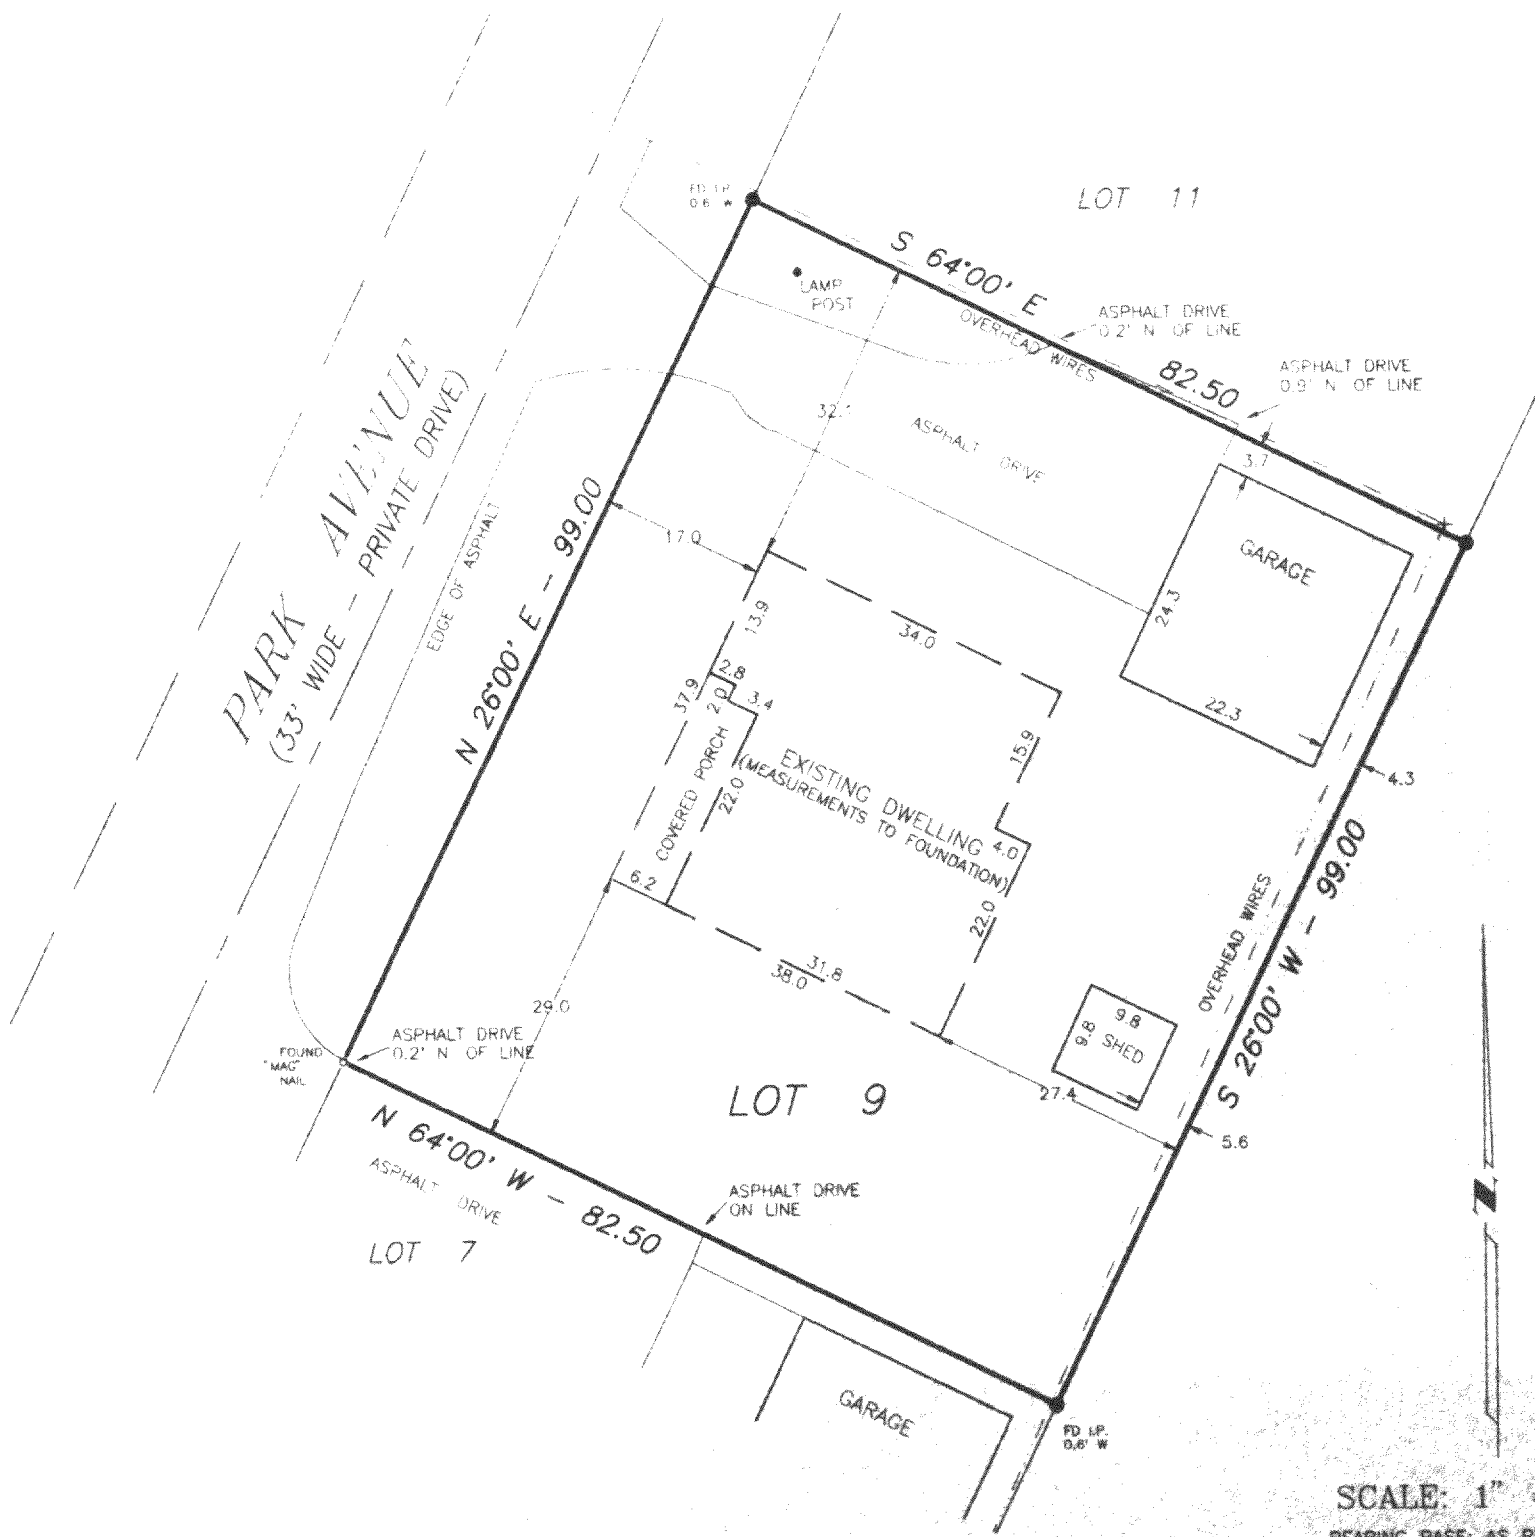 LOT 11
FD I.P.
0.6' W
S 64°00' E
82.50
LAMP
POST
OVERHEAD WIRES
ASPHALT DRIVE
0.2' N OF LINE
ASPHALT DRIVE
0.9' N OF LINE
PARK AVENUE
(33' WIDE - PRIVATE DRIVE)
EDGE OF ASPHALT
N 26°00' E - 99.00
32.1
ASPHALT DRIVE
3.7
GARAGE
24.3
22.3
4.3
17.0
13.9
34.0
2.8
2.0
3.4
37.9
COVERED PORCH
22.0
EXISTING DWELLING
(MEASUREMENTS TO FOUNDATION)
15.9
4.0
22.0
6.2
31.8
38.0
29.0
OVERHEAD WIRES
S 26°00' W - 99.00
9.8
9.8
SHED
27.4
5.6
FOUND
"MAG"
NAIL
ASPHALT DRIVE
0.2' N OF LINE
LOT 9
N 64°00' W - 82.50
ASPHALT DRIVE
ASPHALT DRIVE
ON LINE
LOT 7
GARAGE
FD I.P.
0.6' W
N
SCALE: 1"